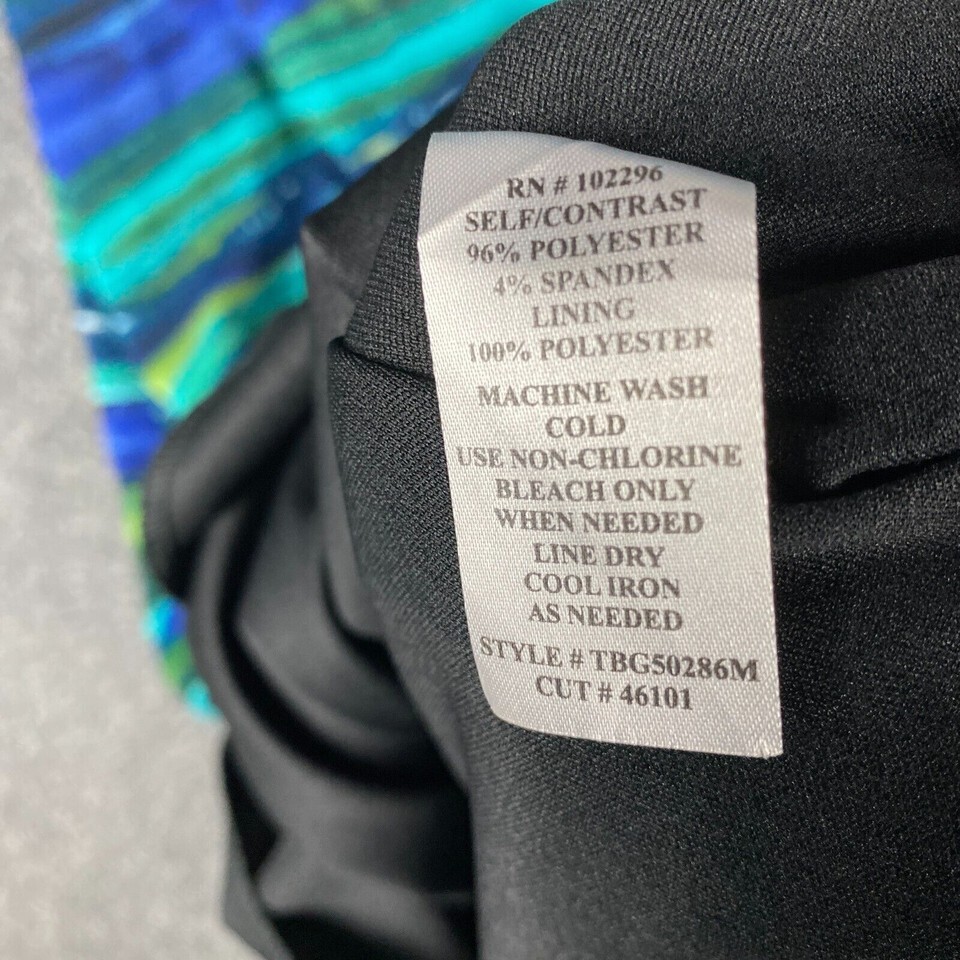 RN # 102296
SELF/CONTRAST
96% POLYESTER
4% SPANDEX
LINING
100% POLYESTER
MACHINE WASH
COLD
USE NON-CHLORINE
BLEACH ONLY
WHEN NEEDED
LINE DRY
COOL IRON
AS NEEDED
STYLE # TBG50286M
CUT # 46101